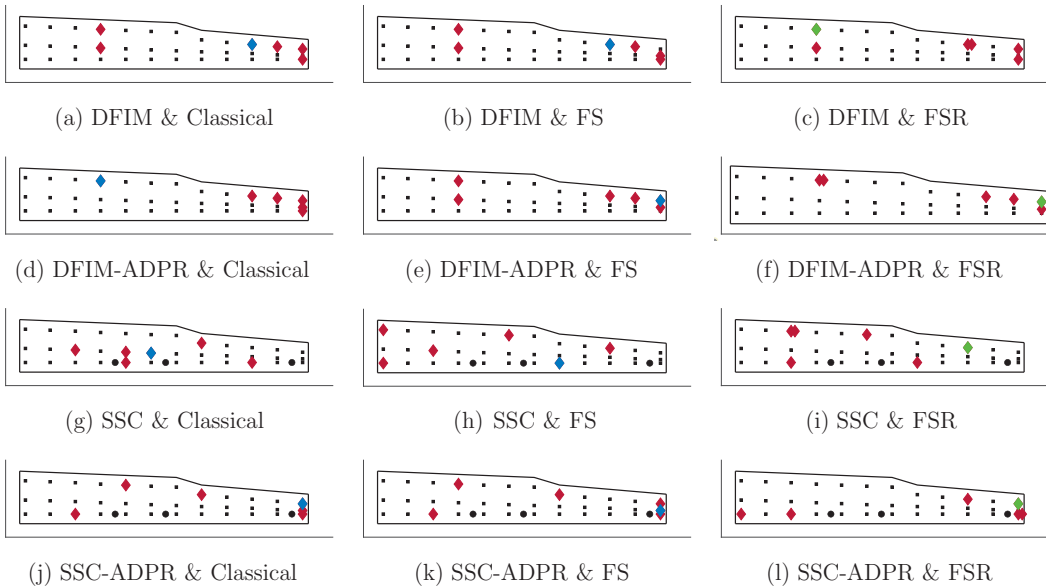 (a) DFIM & Classical
(b) DFIM & FS
(c) DFIM & FSR
(d) DFIM-ADPR & Classical
(e) DFIM-ADPR & FS
(f) DFIM-ADPR & FSR
(g) SSC & Classical
(h) SSC & FS
(i) SSC & FSR
(j) SSC-ADPR & Classical
(k) SSC-ADPR & FS
(l) SSC-ADPR & FSR